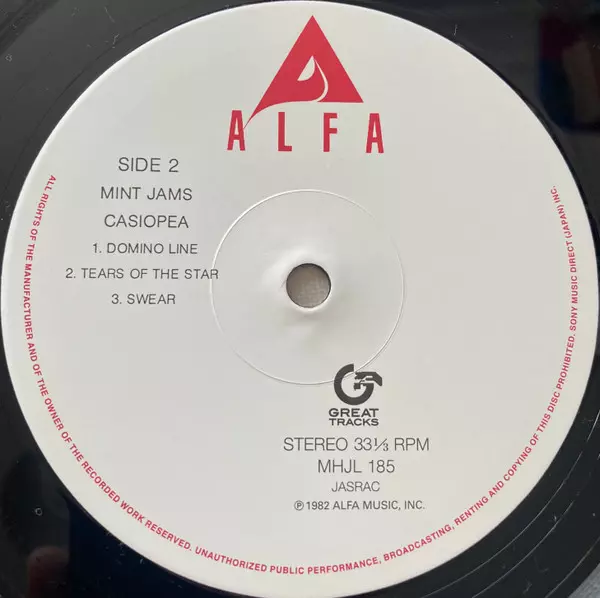 ALFA
SIDE 2
MINT JAMS
CASIOPEA
1. DOMINO LINE
2. TEARS OF THE STAR
3. SWEAR
GREAT
TRACKS
STEREO 33⅓ RPM
MHJL 185
JASRAC
℗1982 ALFA MUSIC, INC.
ALL RIGHTS OF THE MANUFACTURER AND OF THE OWNER OF THE RECORDED WORK RESERVED. UNAUTHORIZED PUBLIC PERFORMANCE, BROADCASTING, RENTING AND COPYING OF THIS DISC PROHIBITED. SONY MUSIC DIRECT (JAPAN) INC.